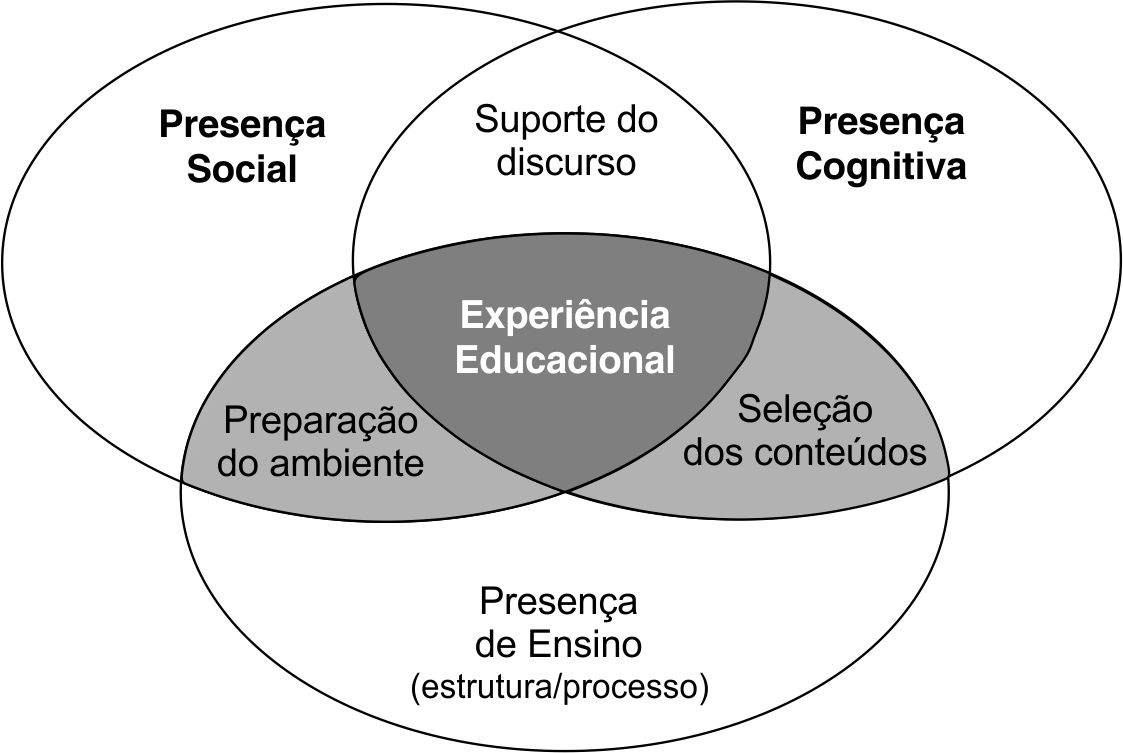 Presença
Social
Suporte do
discurso
Presença
Cognitiva
Experiência
Educacional
Preparação
do ambiente
Seleção
dos conteúdos
Presença
de Ensino
(estrutura/processo)